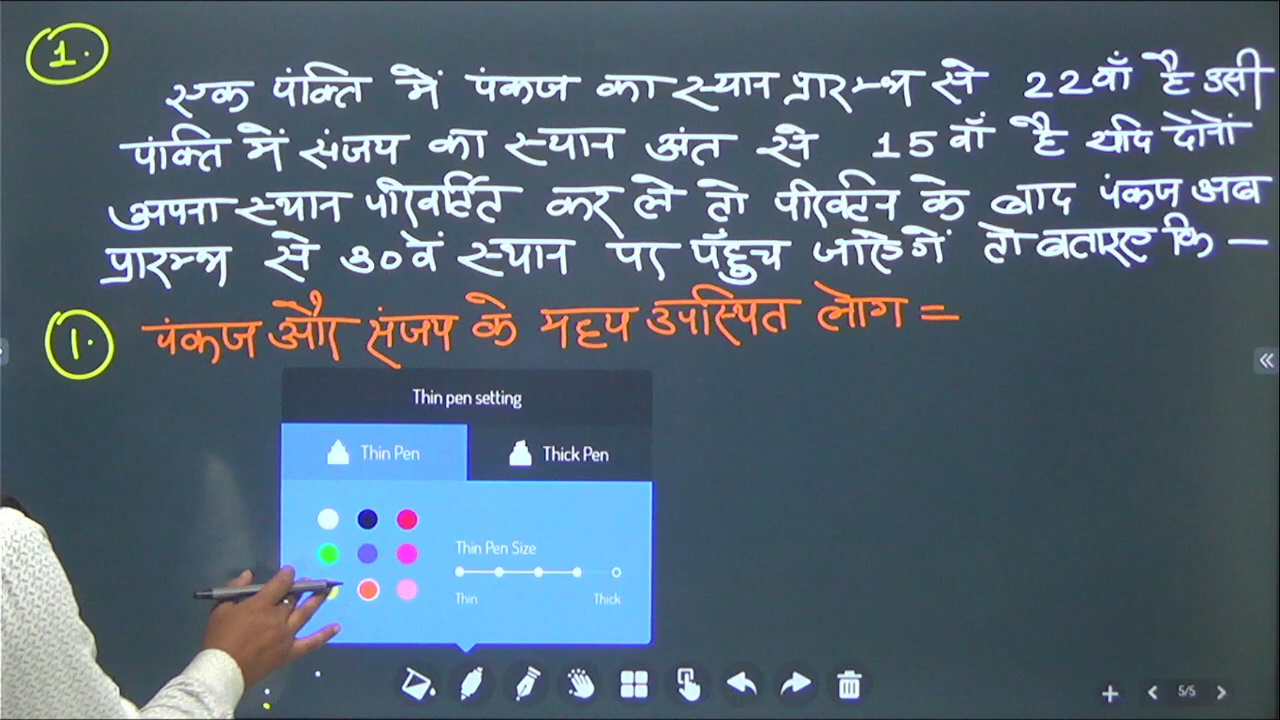 1.
एक पंक्ति में पंकज का स्थान प्रारम्भ से 22वाँ है उसी
पंक्ति में संजय का स्थान अंत से 15वाँ है यदि दोनों
अपना स्थान परिवर्तित कर ले तो परिवर्तन के बाद पंकज अब
प्रारम्भ से 30वें स्थान पर पहुँच जाऐगें तो बताइए कि —
1. पंकज और संजय के मध्य उपस्थित लोग =
Thin pen setting
Thin Pen
Thick Pen
Thin Pen Size
Thin Thick
5/5